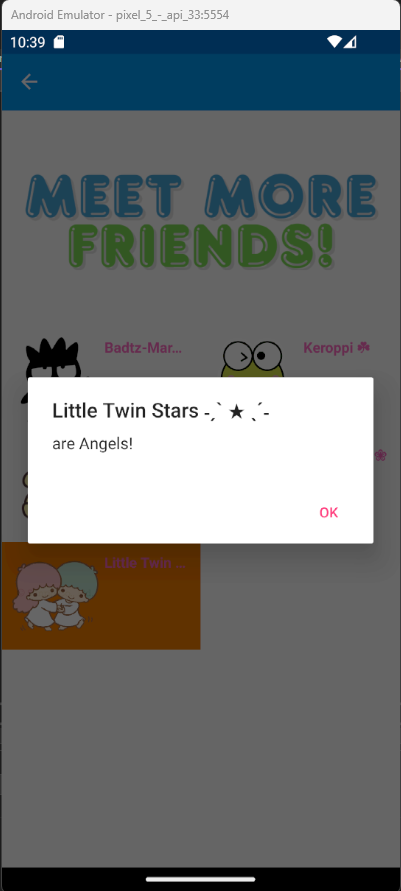 Android Emulator - pixel_5_-_api_33:5554
10:39
MEET MORE
FRIENDS!
Badtz-Mar...
Keroppi ☘
Little Twin Stars ˗ˏˋ ★ ˎˊ˗
are Angels!
OK
Little Twin ...